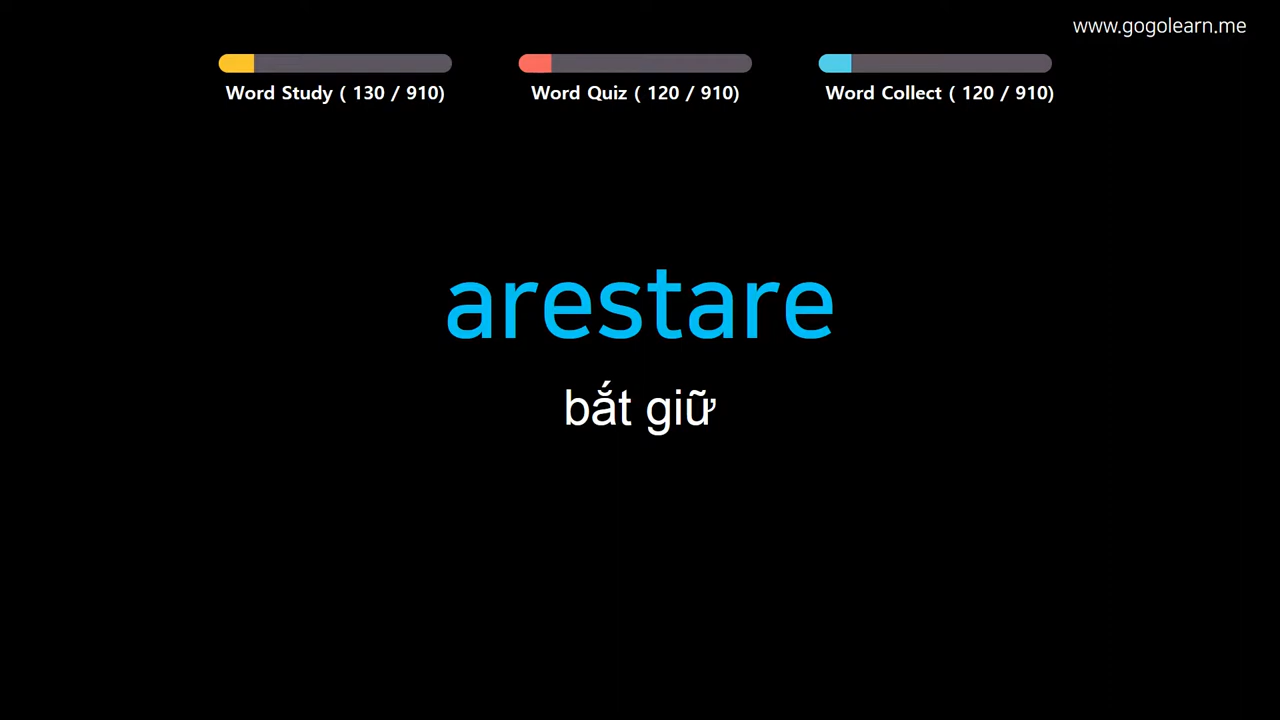 www.gogolearn.me
Word Study ( 130 / 910)
Word Quiz ( 120 / 910)
Word Collect ( 120 / 910)
arestare
bắt giữ